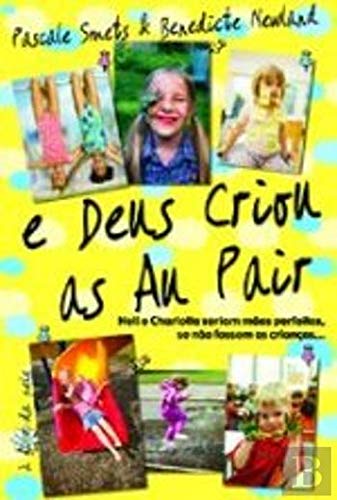 Pascale Smets & Benedicte Newland
e Deus Criou
as Au Pair
Nell e Charlotte seriam mães perfeitas,
se não fossem as crianças...
B